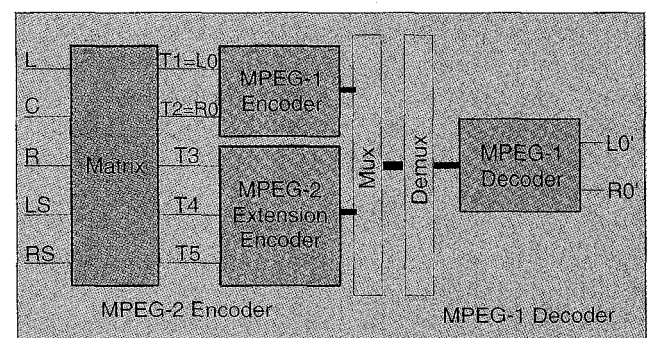 L
C
R
LS
RS
Matrix
T1=L0
T2=R0
T3
T4
T5
MPEG-1
Encoder
MPEG-2
Extension
Encoder
Mux
Demux
MPEG-1
Decoder
L0'
R0'
MPEG-2 Encoder
MPEG-1 Decoder